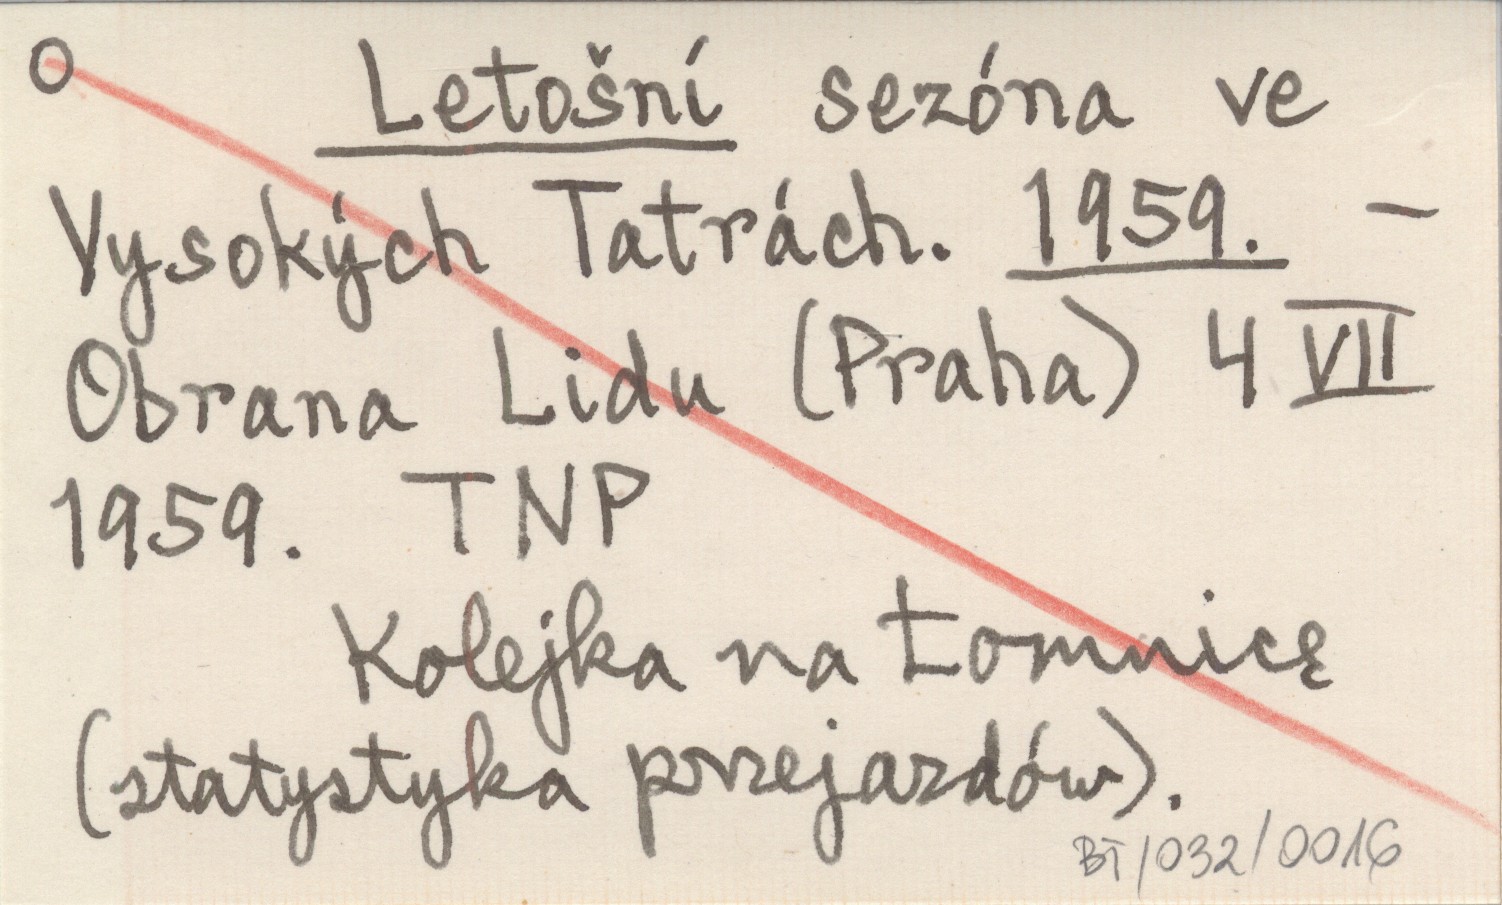 O Letošní sezóna ve
Vysokých Tatrách. 1959. –
Obrana Lidu (Praha) 4 VII
1959. TNP
Kolejka na Łomnicę
(statystyka przejazdów).
BT/032/0016